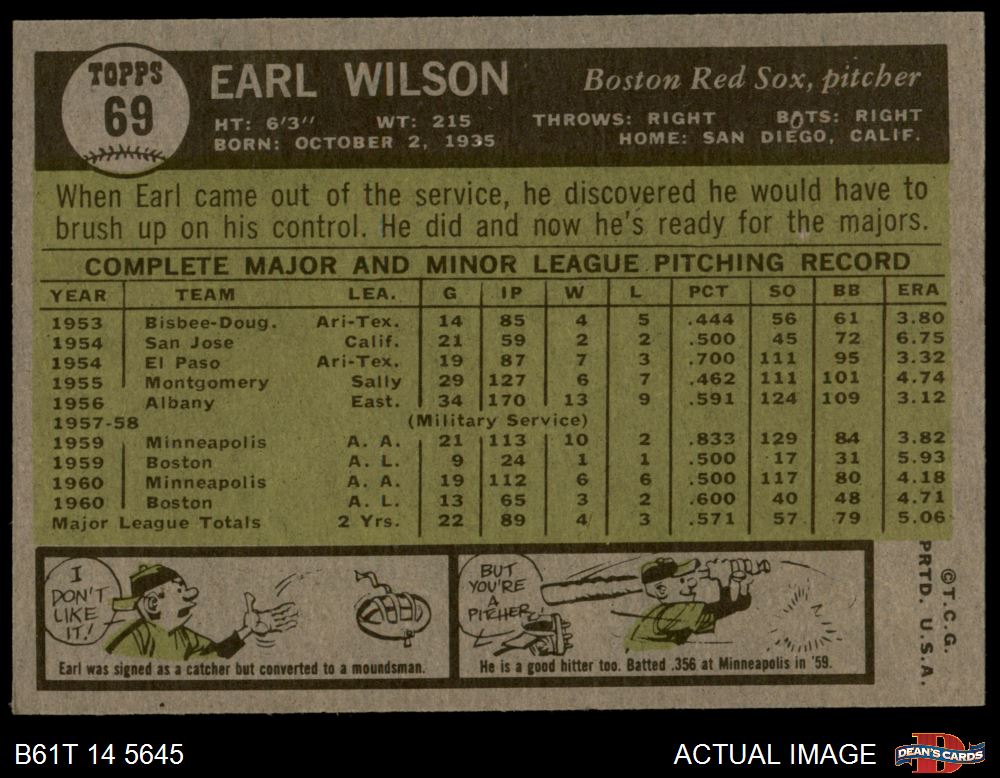 TOPPS
69
EARL WILSON
Boston Red Sox, pitcher
HT: 6'3" WT: 215 THROWS: RIGHT BATS: RIGHT
BORN: OCTOBER 2, 1935 HOME: SAN DIEGO, CALIF.
When Earl came out of the service, he discovered he would have to
brush up on his control. He did and now he's ready for the majors.
COMPLETE MAJOR AND MINOR LEAGUE PITCHING RECORD
YEAR TEAM LEA. G IP W L PCT SO BB ERA
1953 Bisbee-Doug. Ari-Tex. 14 85 4 5 .444 56 61 3.80
1954 San Jose Calif. 21 59 2 2 .500 45 72 6.75
1954 El Paso Ari-Tex. 19 87 7 3 .700 111 95 3.32
1955 Montgomery Sally 29 127 6 7 .462 111 101 4.74
1956 Albany East. 34 170 13 9 .591 124 109 3.12
1957-58 (Military Service)
1959 Minneapolis A. A. 21 113 10 2 .833 129 84 3.82
1959 Boston A. L. 9 24 1 1 .500 17 31 5.93
1960 Minneapolis A. A. 19 112 6 6 .500 117 80 4.18
1960 Boston A. L. 13 65 3 2 .600 40 48 4.71
Major League Totals 2 Yrs. 22 89 4 3 .571 57 79 5.06
I
DON'T
LIKE
IT!
Earl was signed as a catcher but converted to a moundsman.
BUT
YOU'RE
A
PITCHER
He is a good hitter too. Batted .356 at Minneapolis in '59.
© T. C. G.
PRTD. U. S. A.
B61T 14 5645
ACTUAL IMAGE
D
DEAN'S CARDS